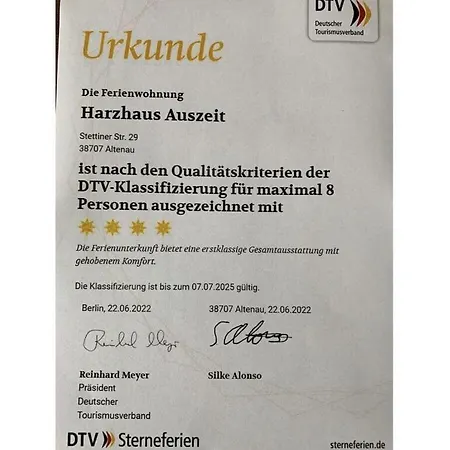 DTV
Deutscher
Tourismusverband
Urkunde
Die Ferienwohnung
Harzhaus Auszeit
Stettiner Str. 29
38707 Altenau
ist nach den Qualitätskriterien der
DTV-Klassifizierung für maximal 8
Personen ausgezeichnet mit
Die Ferienunterkunft bietet eine erstklassige Gesamtausstattung mit
gehobenem Komfort.
Die Klassifizierung ist bis zum 07.07.2025 gültig.
Berlin, 22.06.2022 38707 Altenau, 22.06.2022
Reinhard Meyer Silke Alonso
Präsident
Deutscher
Tourismusverband
DTV Sterneferien sterneferien.de